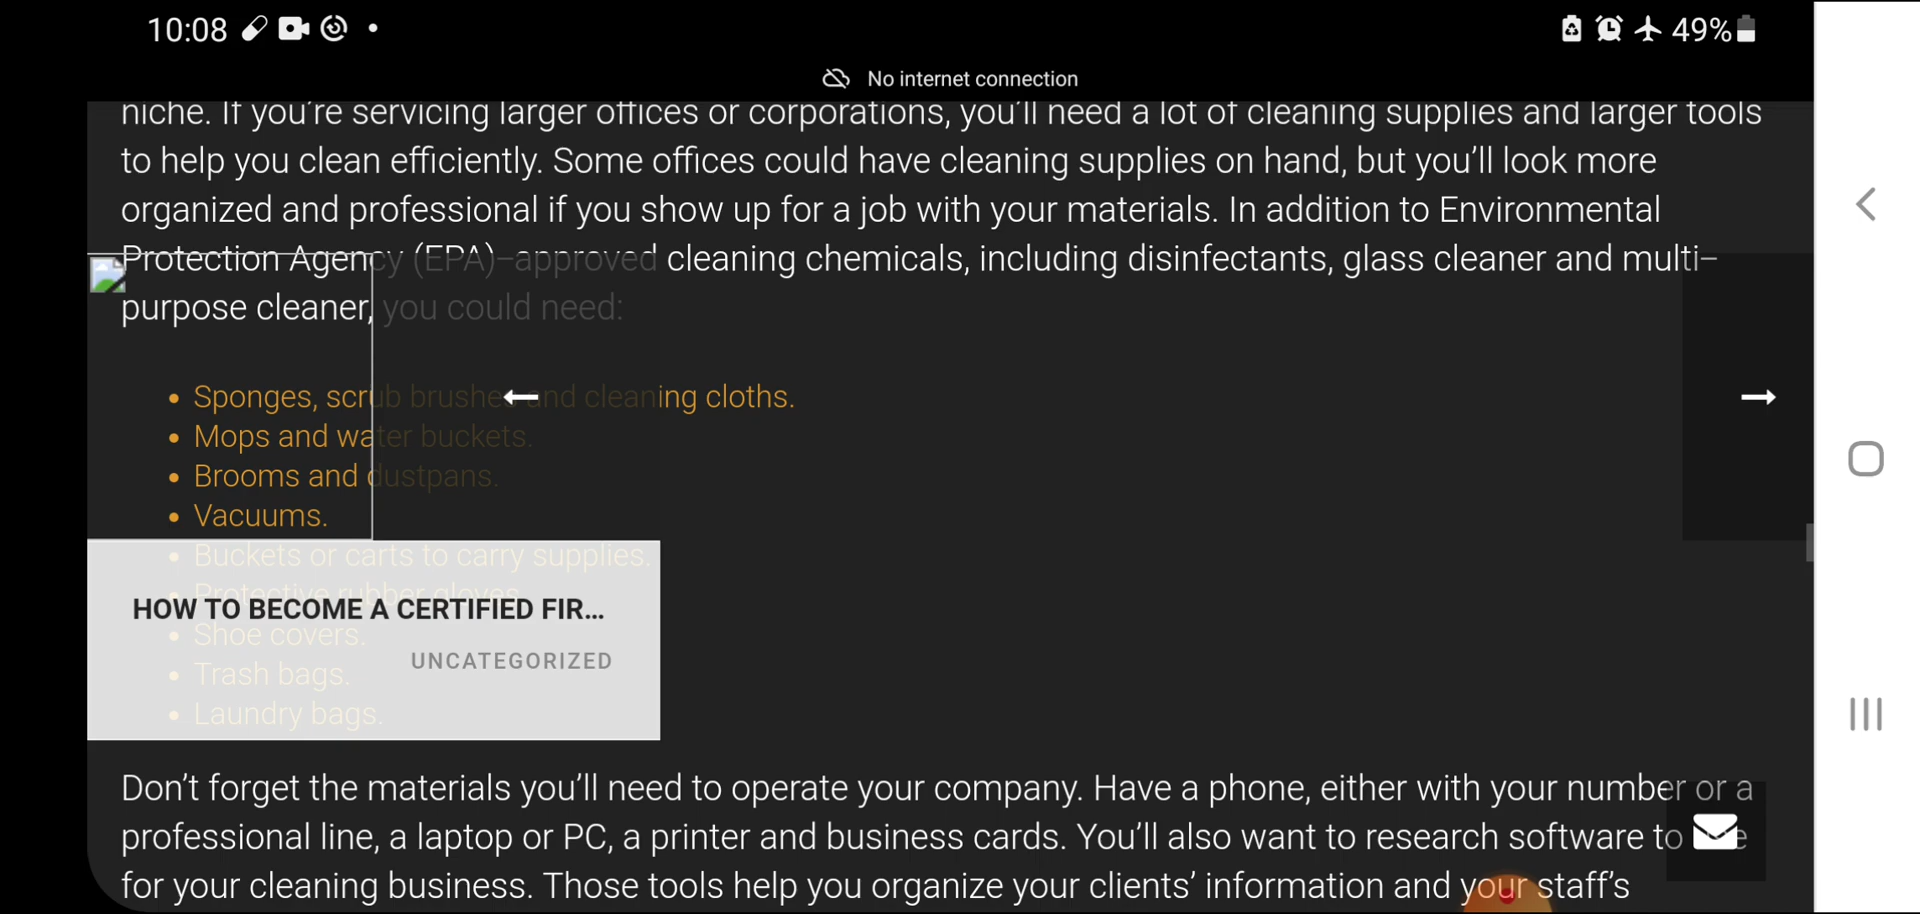 10:08
49%
No internet connection
niche. If you’re servicing larger offices or corporations, you’ll need a lot of cleaning supplies and larger tools
to help you clean efficiently. Some offices could have cleaning supplies on hand, but you’ll look more
organized and professional if you show up for a job with your materials. In addition to Environmental
Protection Agency (EPA)–approved cleaning chemicals, including disinfectants, glass cleaner and multi–
purpose cleaner, you could need:
• Sponges, scrub brushes and cleaning cloths.
• Mops and water buckets.
• Brooms and dustpans.
• Vacuums.
• Buckets or carts to carry supplies.
• Protective rubber gloves.
HOW TO BECOME A CERTIFIED FIR...
• Shoe covers.
UNCATEGORIZED
• Trash bags.
• Laundry bags.
Don’t forget the materials you’ll need to operate your company. Have a phone, either with your number or a
professional line, a laptop or PC, a printer and business cards. You’ll also want to research software to
for your cleaning business. Those tools help you organize your clients’ information and your staff’s